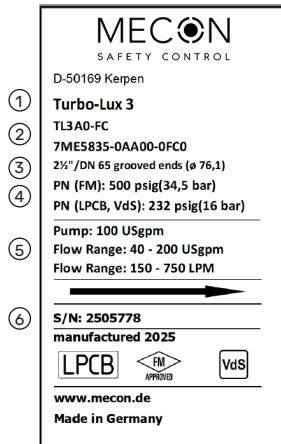 MECON
SAFETY CONTROL
D-50169 Kerpen
1 Turbo-Lux 3
2 TL3A0-FC
7ME5835-0AA00-0FC0
3 2½"/DN 65 grooved ends (ø 76,1)
4 PN (FM): 500 psig(34,5 bar)
PN (LPCB, VdS): 232 psig(16 bar)
Pump: 100 USgpm
5 Flow Range: 40 - 200 USgpm
Flow Range: 150 - 750 LPM
6 S/N: 2505778
manufactured 2025
LPCB FM APPROVED VdS
www.mecon.de
Made in Germany